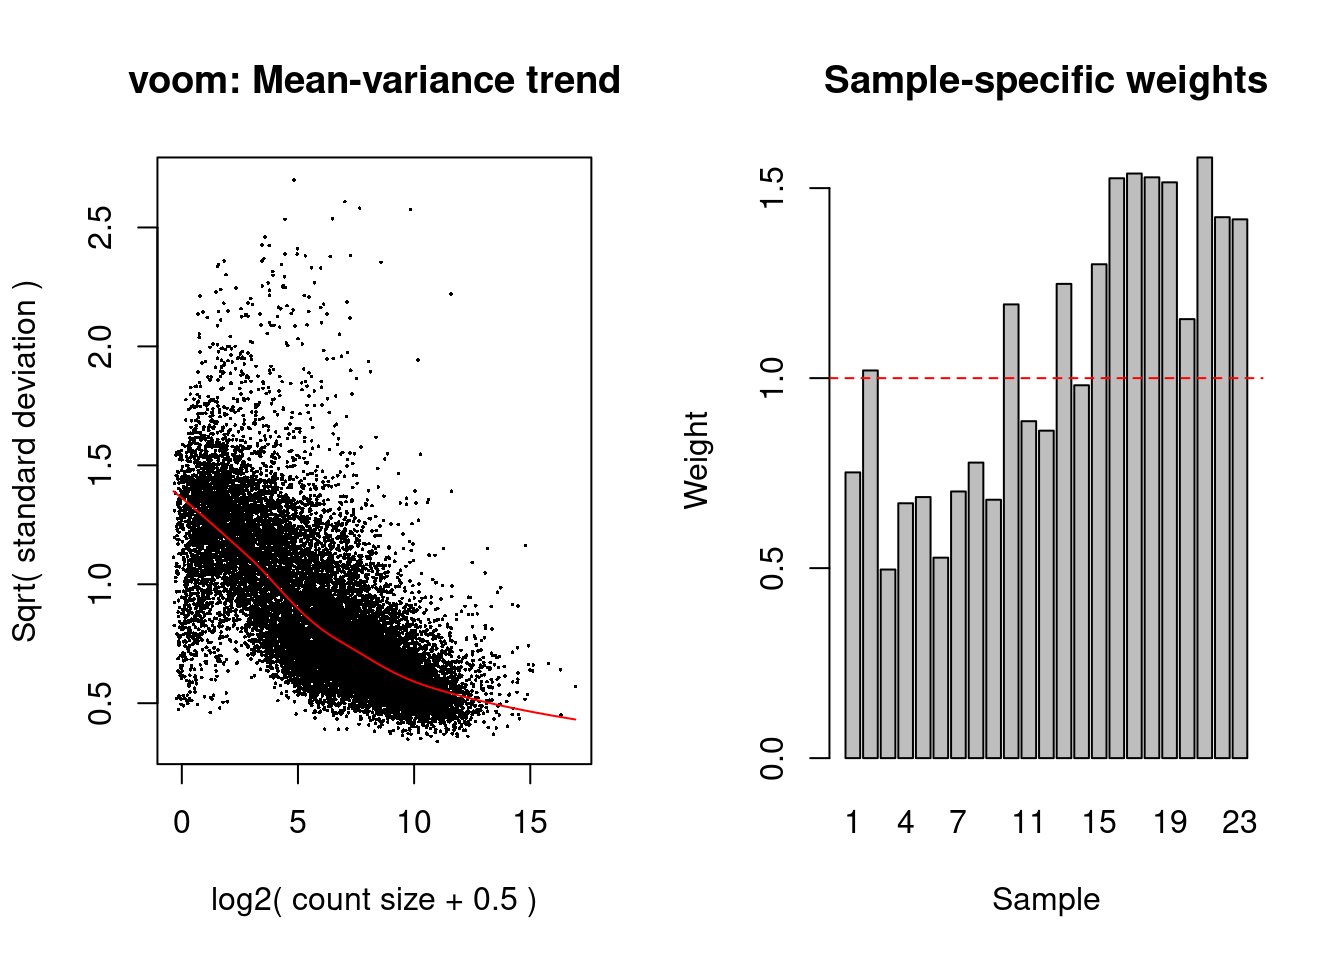 voom: Mean-variance trend
Sqrt( standard deviation )
2.5
2.0
1.5
1.0
0.5
0 5 10 15
log2( count size + 0.5 )
Sample-specific weights
Weight
1.5
1.0
0.5
0.0
1 4 7 11 15 19 23
Sample